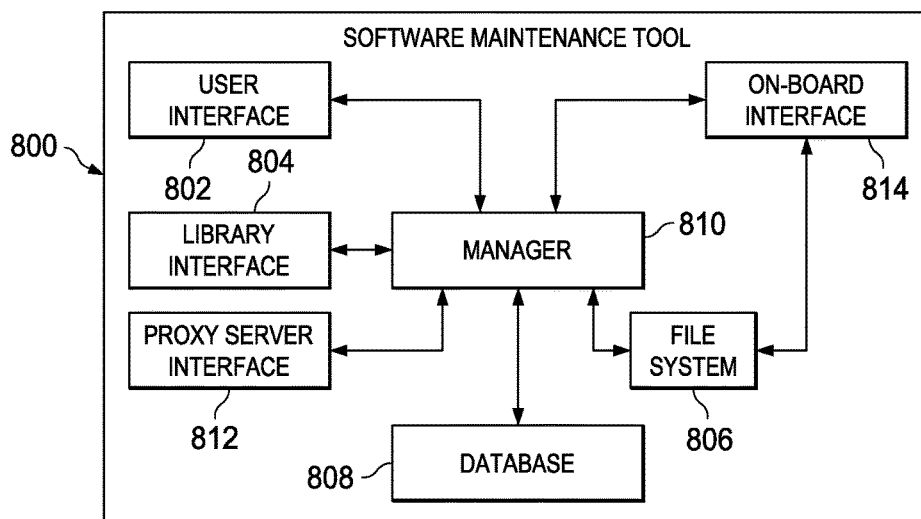 SOFTWARE MAINTENANCE TOOL
USER
INTERFACE
802
ON-BOARD
INTERFACE
814
800
804
LIBRARY
INTERFACE
MANAGER
810
PROXY SERVER
INTERFACE
812
FILE
SYSTEM
806
DATABASE
808